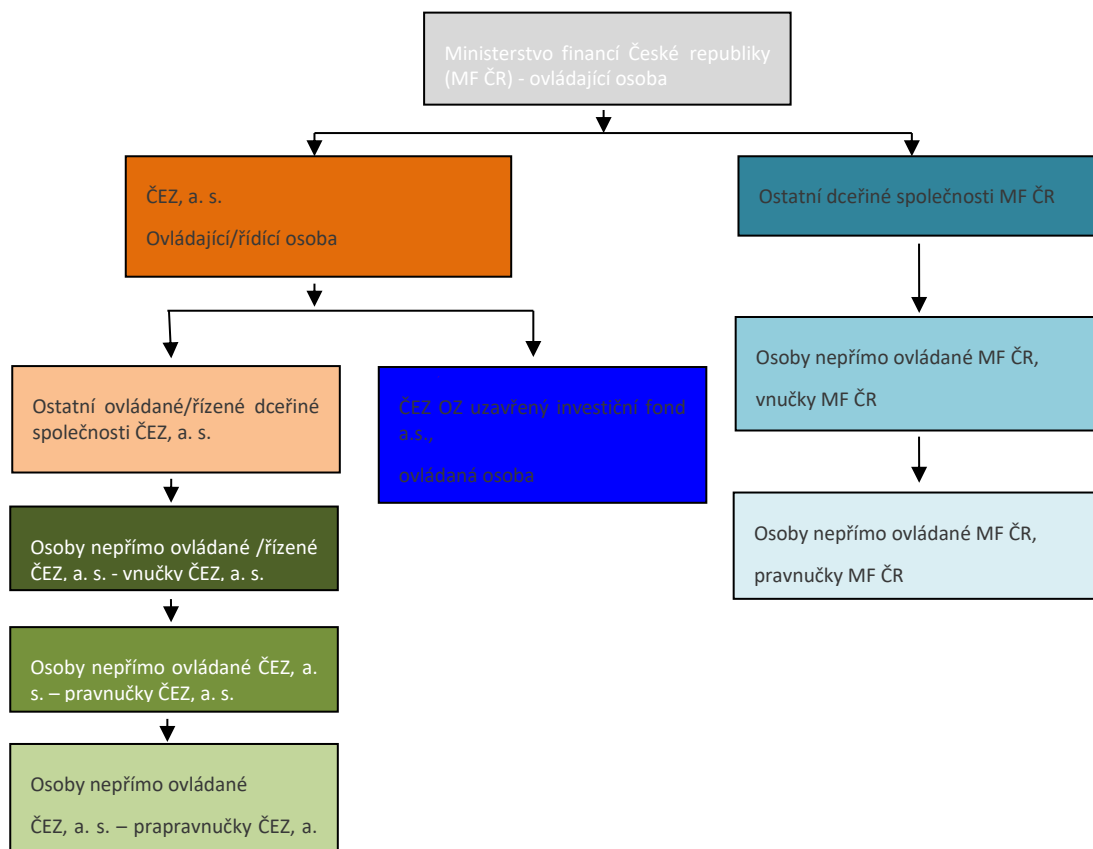 Ministerstvo financí České republiky
(MF ČR) - ovládající osoba
ČEZ, a. s.
Ovládající/řídící osoba
Ostatní dceřiné společnosti MF ČR
Ostatní ovládané/řízené dceřiné
společnosti ČEZ, a. s.
ČEZ OZ uzavřený investiční fond
a.s.,
ovládaná osoba
Osoby nepřímo ovládané MF ČR,
vnučky MF ČR
Osoby nepřímo ovládané /řízené
ČEZ, a. s. - vnučky ČEZ, a. s.
Osoby nepřímo ovládané MF ČR,
pravnučky MF ČR
Osoby nepřímo ovládané ČEZ, a.
s. – pravnučky ČEZ, a. s.
Osoby nepřímo ovládané
ČEZ, a. s. – prapravnučky ČEZ, a.